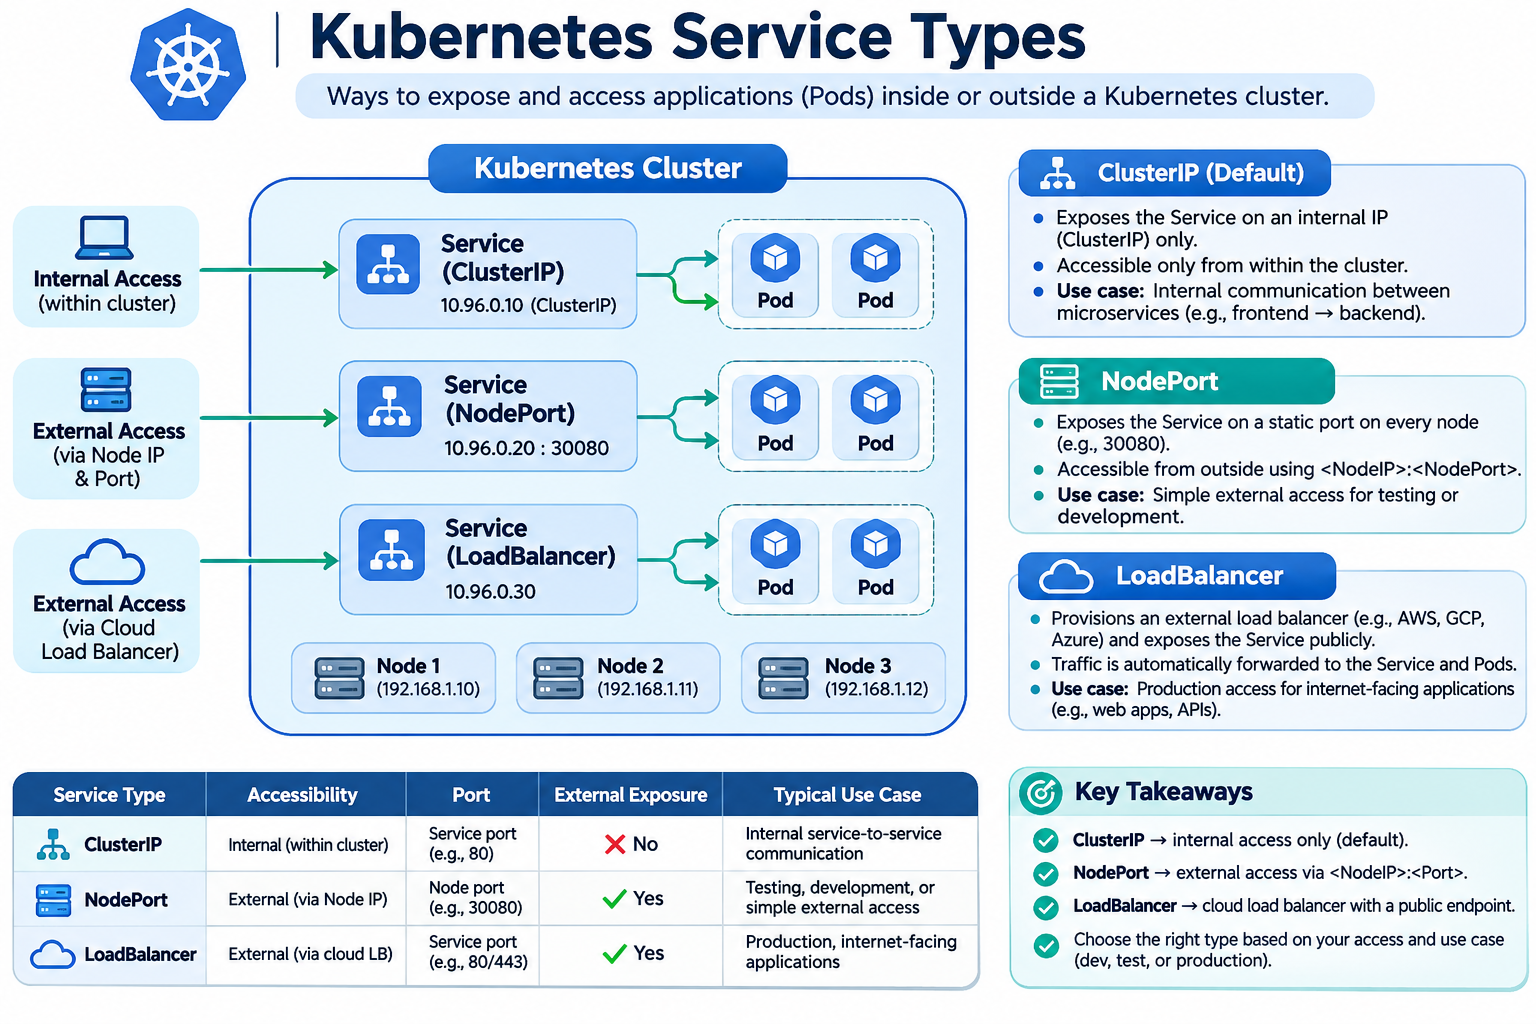 Kubernetes Service Types
Ways to expose and access applications (Pods) inside or outside a Kubernetes cluster.
Kubernetes Cluster
Internal Access
(within cluster)
Service
(ClusterIP)
10.96.0.10 (ClusterIP)
Pod
Pod
External Access
(via Node IP
& Port)
Service
(NodePort)
10.96.0.20 : 30080
Pod
Pod
External Access
(via Cloud
Load Balancer)
Service
(LoadBalancer)
10.96.0.30
Pod
Pod
Node 1
(192.168.1.10)
Node 2
(192.168.1.11)
Node 3
(192.168.1.12)
ClusterIP (Default)
Exposes the Service on an internal IP
(ClusterIP) only.
Accessible only from within the cluster.
Use case: Internal communication between
microservices (e.g., frontend → backend).
NodePort
Exposes the Service on a static port on every node
(e.g., 30080).
Accessible from outside using <NodeIP>:<NodePort>.
Use case: Simple external access for testing or
development.
LoadBalancer
Provisions an external load balancer (e.g., AWS, GCP,
Azure) and exposes the Service publicly.
Traffic is automatically forwarded to the Service and Pods.
Use case: Production access for internet-facing applications
(e.g., web apps, APIs).
Service Type Accessibility Port External Exposure Typical Use Case
ClusterIP
Internal (within cluster)
Service port
(e.g., 80)
No
Internal service-to-service
communication
NodePort
External (via Node IP)
Node port
(e.g., 30080)
Yes
Testing, development, or
simple external access
LoadBalancer
External (via cloud LB)
Service port
(e.g., 80/443)
Yes
Production, internet-facing
applications
Key Takeaways
ClusterIP → internal access only (default).
NodePort → external access via <NodeIP>:<Port>.
LoadBalancer → cloud load balancer with a public endpoint.
Choose the right type based on your access and use case
(dev, test, or production).